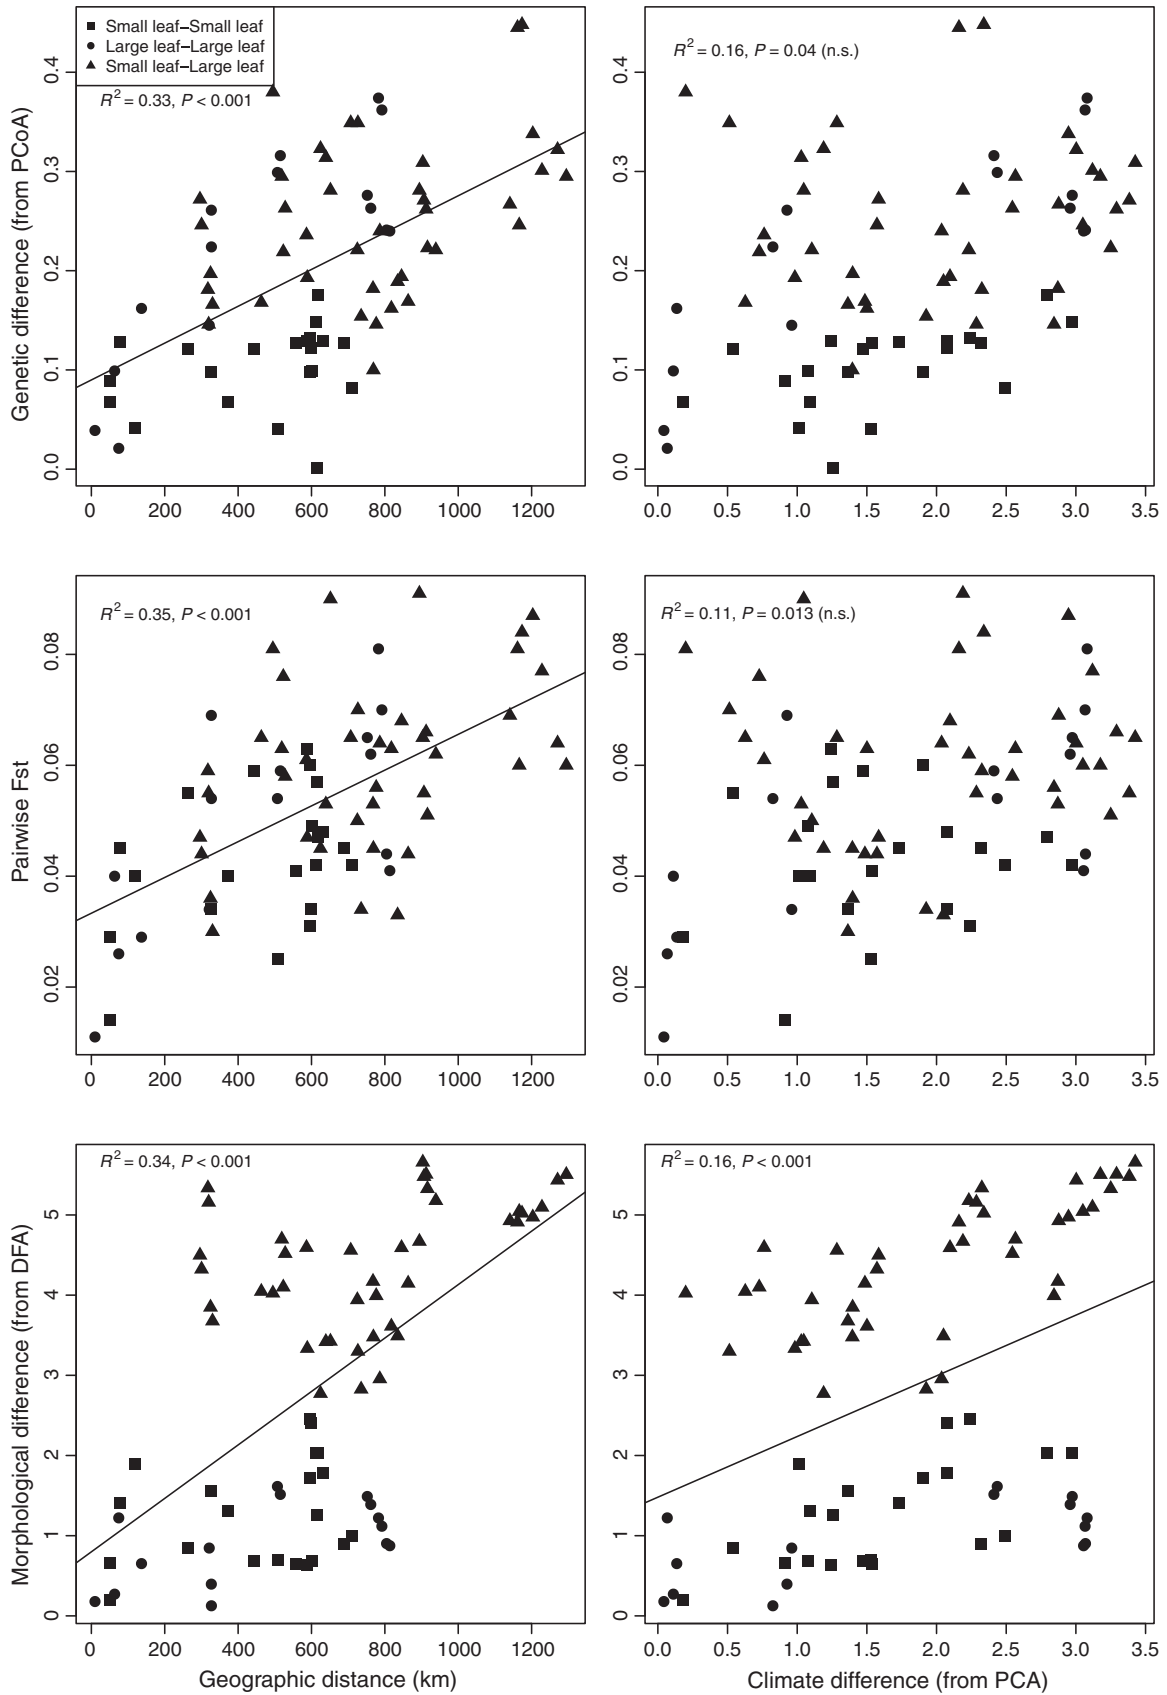 Small leaf–Small leaf
Large leaf–Large leaf
Small leaf–Large leaf
R2 = 0.33, P < 0.001
Genetic difference (from PCoA)
0.0 0.1 0.2 0.3 0.4
0 200 400 600 800 1000 1200
R2 = 0.16, P = 0.04 (n.s.)
0.0 0.1 0.2 0.3 0.4
0.0 0.5 1.0 1.5 2.0 2.5 3.0 3.5
R2 = 0.35, P < 0.001
Pairwise Fst
0.02 0.04 0.06 0.08
0 200 400 600 800 1000 1200
R2 = 0.11, P = 0.013 (n.s.)
0.02 0.04 0.06 0.08
0.0 0.5 1.0 1.5 2.0 2.5 3.0 3.5
R2 = 0.34, P < 0.001
Morphological difference (from DFA)
0 1 2 3 4 5
0 200 400 600 800 1000 1200
Geographic distance (km)
R2 = 0.16, P < 0.001
0 1 2 3 4 5
0.0 0.5 1.0 1.5 2.0 2.5 3.0 3.5
Climate difference (from PCA)